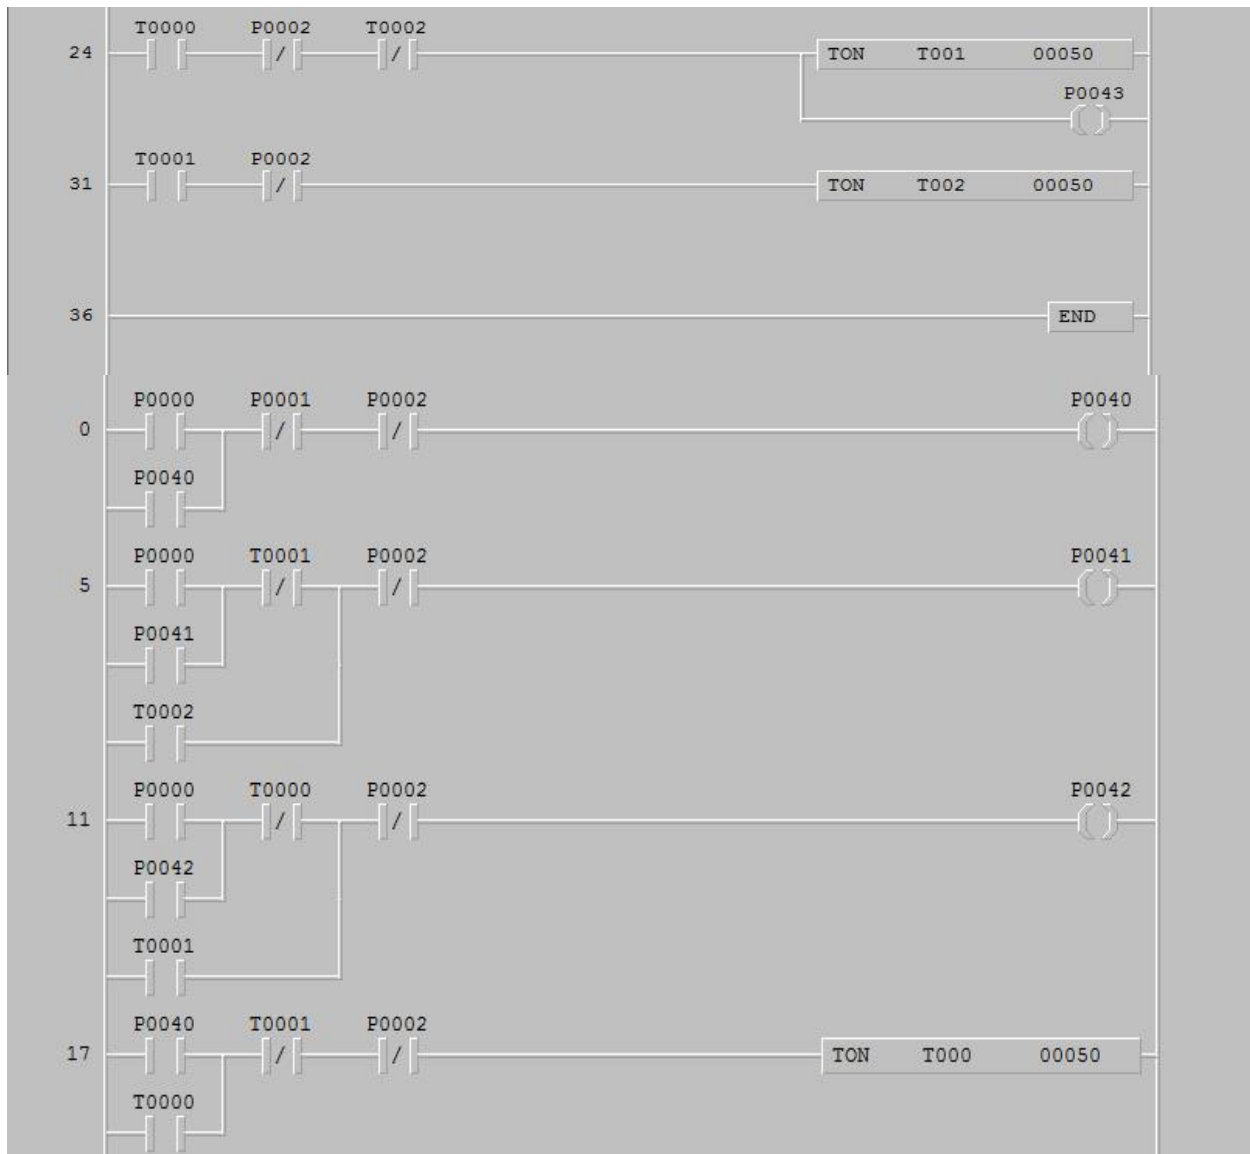 T0000 P0002 T0002
24 / / TON T001 00050
P0043
( )
T0001 P0002
31 / TON T002 00050
36 END
P0000 P0001 P0002 P0040
0 / / ( )
P0040
P0000 T0001 P0002 P0041
5 / / ( )
P0041
T0002
P0000 T0000 P0002 P0042
11 / / ( )
P0042
T0001
P0040 T0001 P0002
17 / / TON T000 00050
T0000